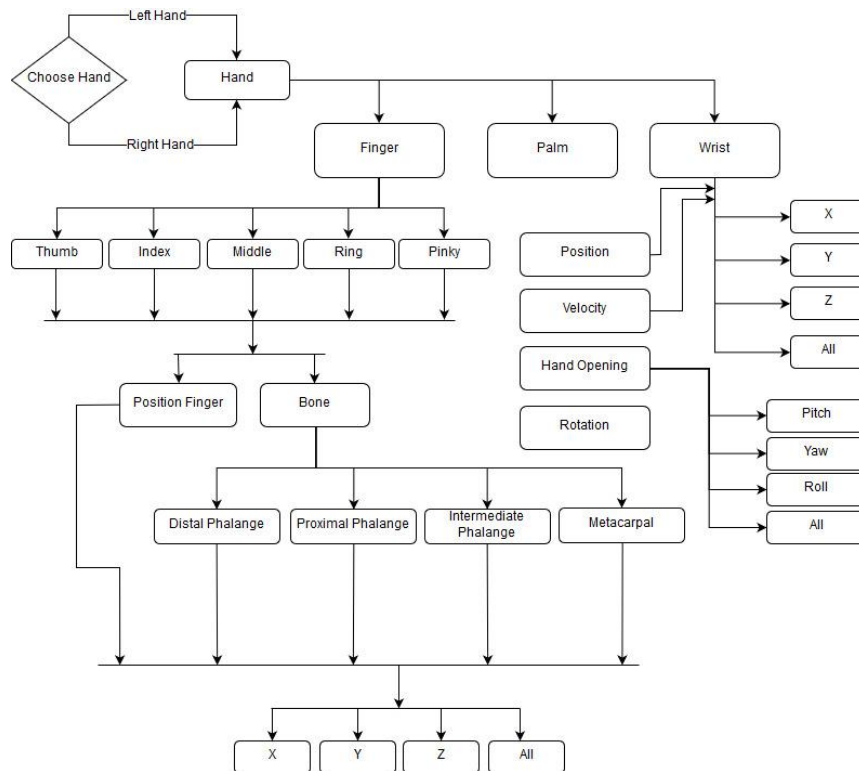 Left Hand
Choose Hand
Hand
Right Hand
Finger
Palm
Wrist
Thumb
Index
Middle
Ring
Pinky
Position
Velocity
Hand Opening
Rotation
X
Y
Z
All
Pitch
Yaw
Roll
All
Position Finger
Bone
Distal Phalange
Proximal Phalange
Intermediate
Phalange
Metacarpal
X
Y
Z
All